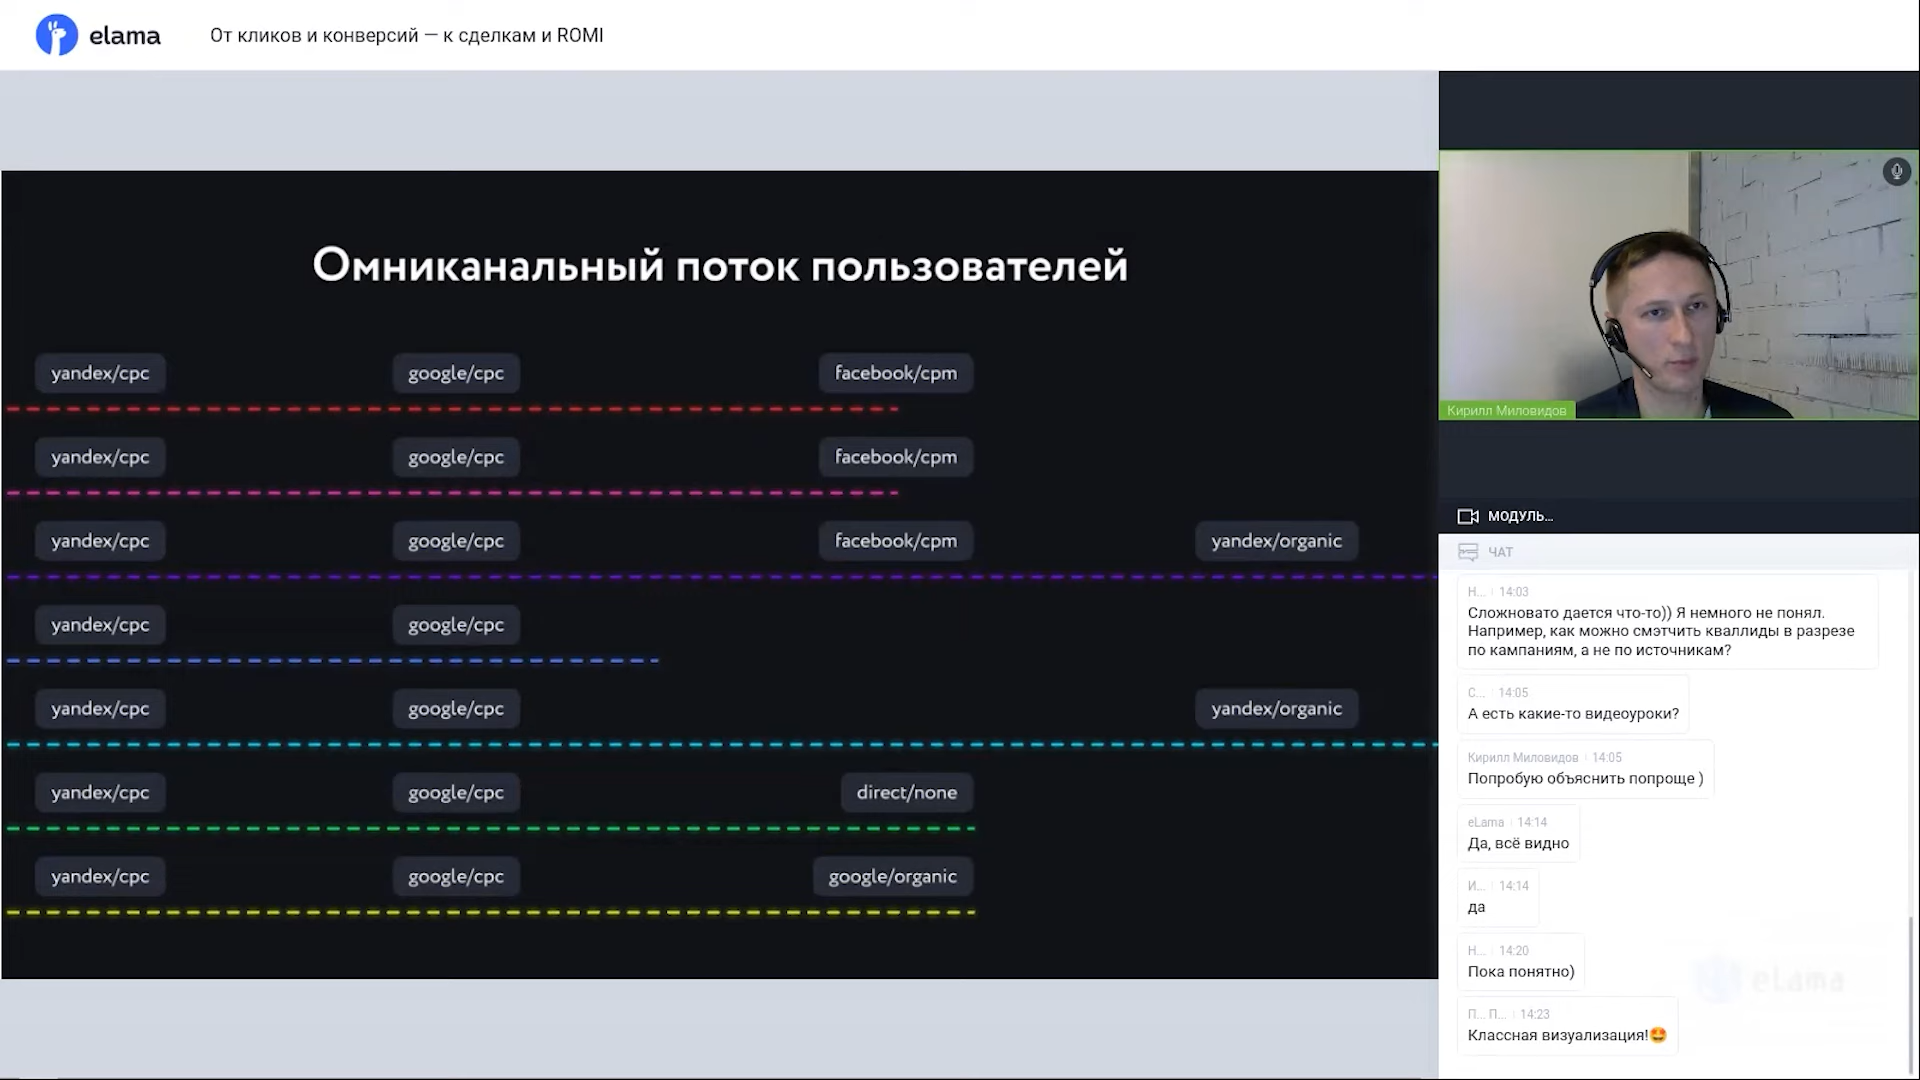 elama
От кликов и конверсий — к сделкам и ROMI
Омниканальный поток пользователей
yandex/cpc google/cpc facebook/cpm
yandex/cpc google/cpc facebook/cpm
yandex/cpc google/cpc facebook/cpm yandex/organic
yandex/cpc google/cpc
yandex/cpc google/cpc yandex/organic
yandex/cpc google/cpc direct/none
yandex/cpc google/cpc google/organic
Кирилл Миловидов
МОДУЛЬ...
ЧАТ
Н... 14:03
Сложновато дается что-то)) Я немного не понял.
Например, как можно смэтчить кваллиды в разрезе
по кампаниям, а не по источникам?
С... 14:05
А есть какие-то видеоуроки?
Кирилл Миловидов 14:05
Попробую объяснить попроще )
eLama 14:14
Да, всё видно
И... 14:14
да
Н... 14:20
Пока понятно)
П... П... 14:23
Классная визуализация!🤩
eLama